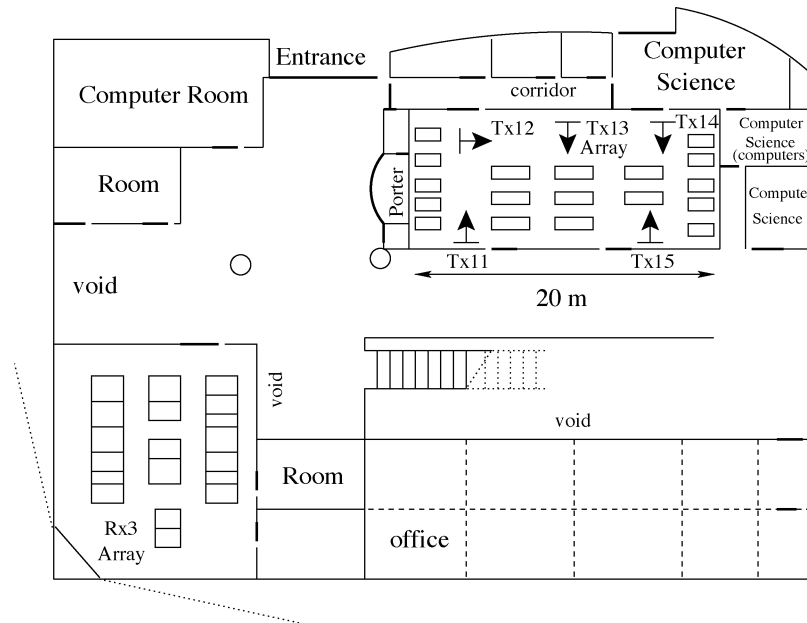 Entrance
Computer
Science
Computer Room
corridor
Tx12
Tx13
Array
Tx14
Computer
Science
(computers)
Room
Porter
Compute
Science
Tx11
Tx15
void
20 m
void
void
Room
Rx3
Array
office